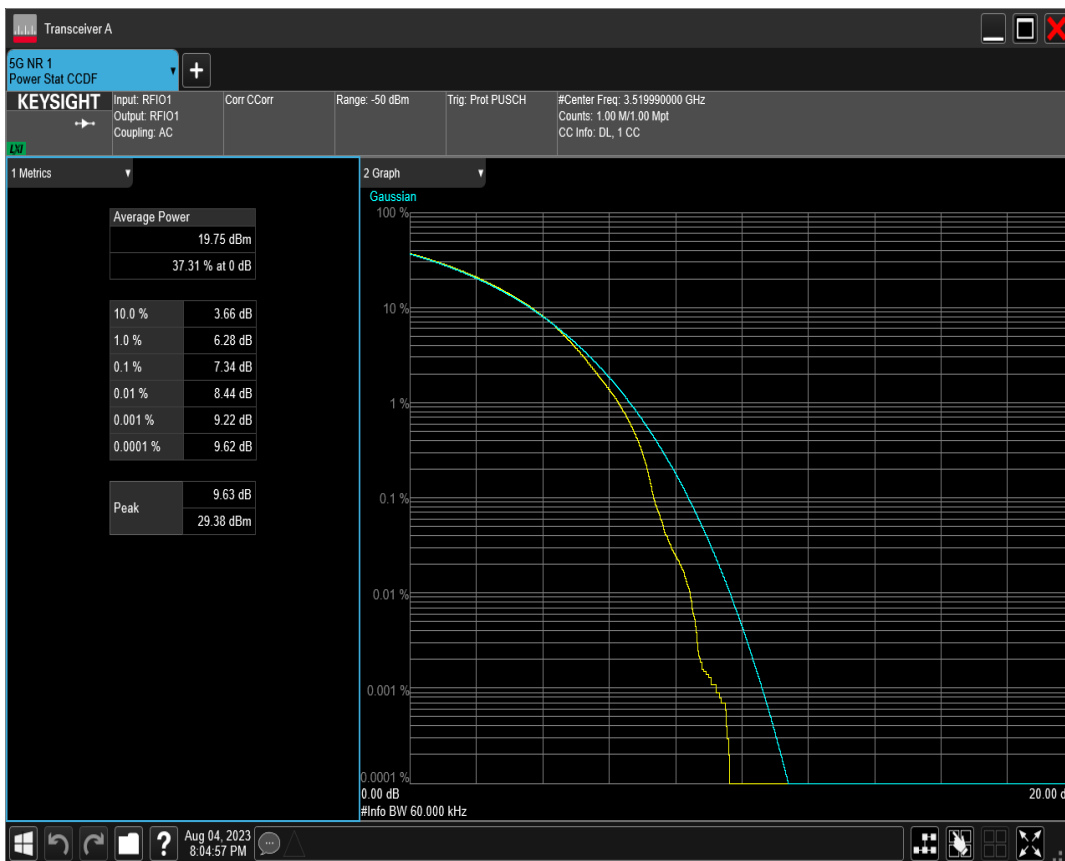 Transceiver A
5G NR 1
Power Stat CCDF
KEYSIGHT
Input: RFIO1
Output: RFIO1
Coupling: AC
Corr CCorr
Range: -50 dBm
Trig: Prot PUSCH
#Center Freq: 3.519990000 GHz
Counts: 1.00 M/1.00 Mpt
CC Info: DL, 1 CC
LXI
1 Metrics
Average Power
19.75 dBm
37.31 % at 0 dB
10.0 % 3.66 dB
1.0 % 6.28 dB
0.1 % 7.34 dB
0.01 % 8.44 dB
0.001 % 9.22 dB
0.0001 % 9.62 dB
Peak
9.63 dB
29.38 dBm
2 Graph
Gaussian
100 %
10 %
1 %
0.1 %
0.01 %
0.001 %
0.0001 %
0.00 dB
20.00 d
#Info BW 60.000 kHz
?
Aug 04, 2023
8:04:57 PM